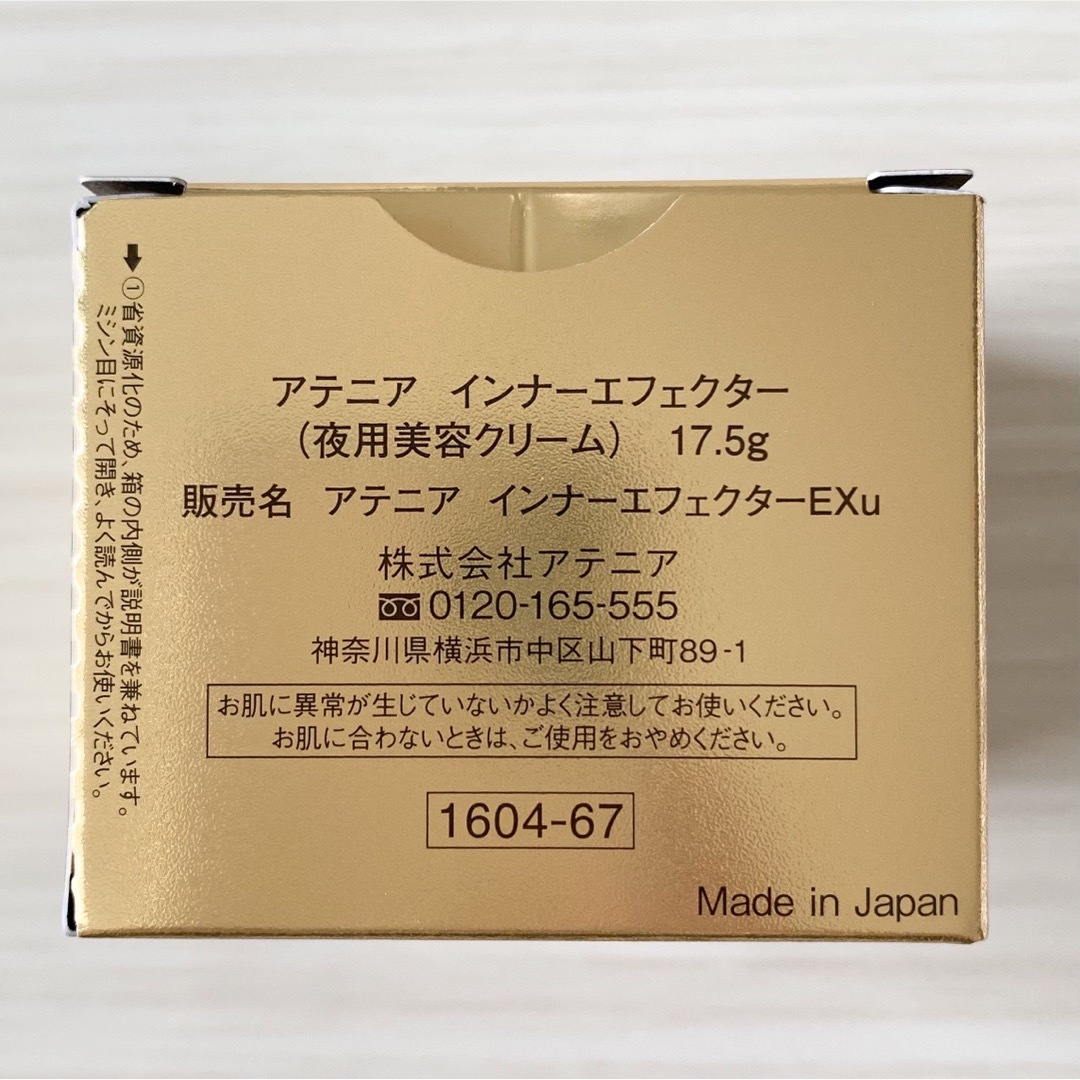 アテニア インナーエフェクター
（夜用美容クリーム） 17.5g
販売名 アテニア インナーエフェクターEXu
株式会社アテニア
0120-165-555
神奈川県横浜市中区山下町89-1
お肌に異常が生じていないかよく注意してお使いください。
お肌に合わないときは、ご使用をおやめください。
1604-67
Made in Japan
➡①省資源化のため、箱の内側が説明書を兼ねています。
ミシン目にそって開き、よく読んでからお使いください。